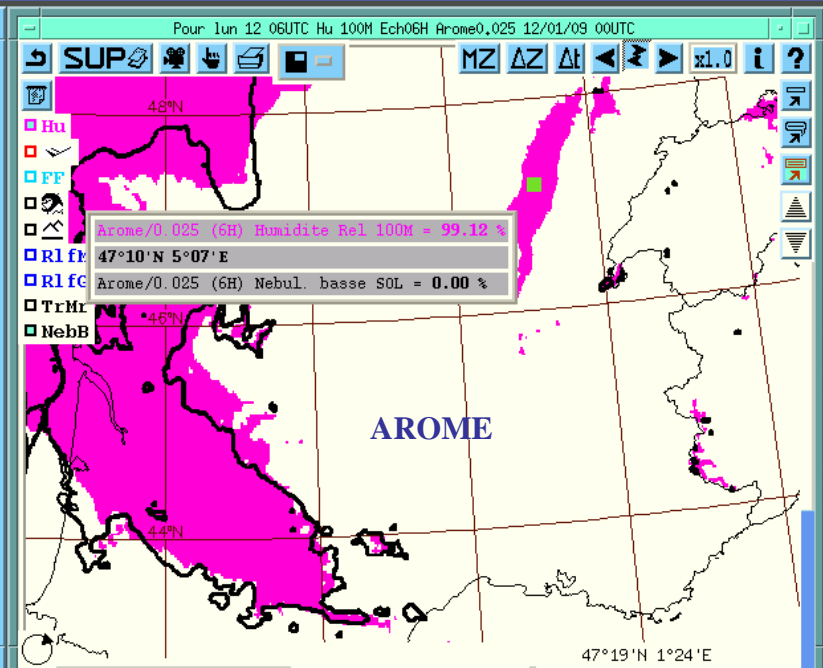 Pour lun 12 06UTC Hu 100M Ech06H Arome0.025 12/01/09 00UTC
SUP MZ ΔZ Δt x1.0 i ?
48°N
Hu
FF
Arome/0.025 (6H) Humidite Rel 100M = 99.12 %
47°10'N 5°07'E
Arome/0.025 (6H) Nebul. basse SOL = 0.00 %
RlfM
RlfG
TrMr
NebB
46°N
AROME
44°N
47°19'N 1°24'E